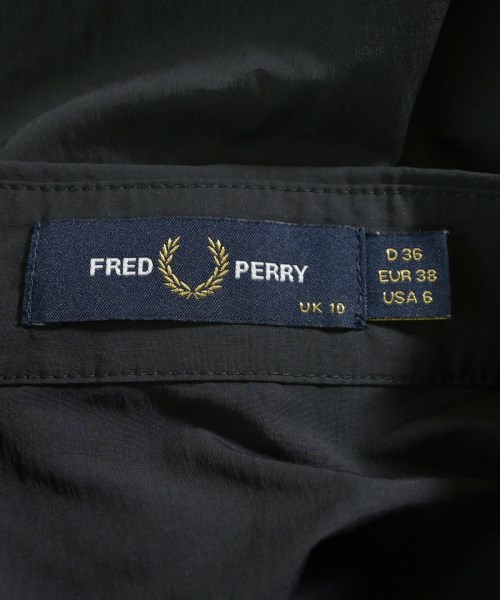 FRED PERRY
UK 10
D 36
EUR 38
USA 6